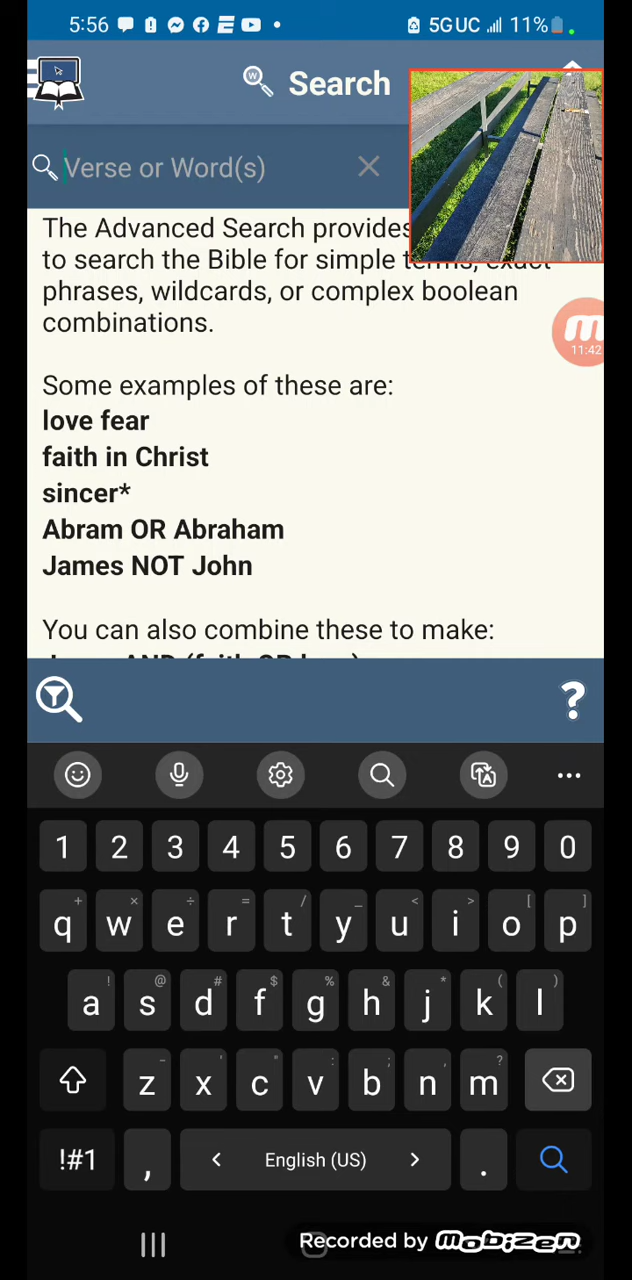 5:56 5GUC 11%
W Search
Verse or Word(s)
The Advanced Search provides
to search the Bible for simple terms, exact
phrases, wildcards, or complex boolean
combinations.
m
11:42
Some examples of these are:
love fear
faith in Christ
sincer*
Abram OR Abraham
James NOT John
You can also combine these to make:
?
1 2 3 4 5 6 7 8 9 0
+ × ÷ = / _ < > [ ]
q w e r t y u i o p
! @ # $ % & * ( )
a s d f g h j k l
- ' " : ; , ?
z x c v b n m
!#1 , < English (US) > .
Recorded by mobizen